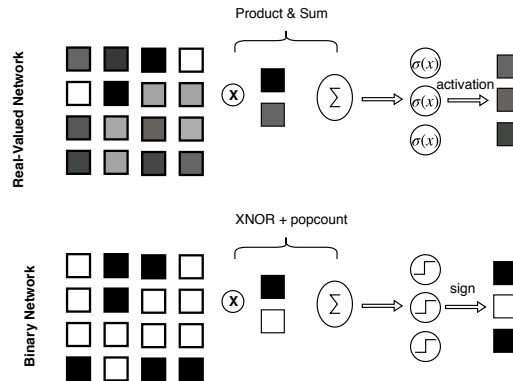 Product & Sum
Real-Valued Network
X
∑
σ(x)
σ(x)
σ(x)
activation
XNOR + popcount
Binary Network
X
∑
sign